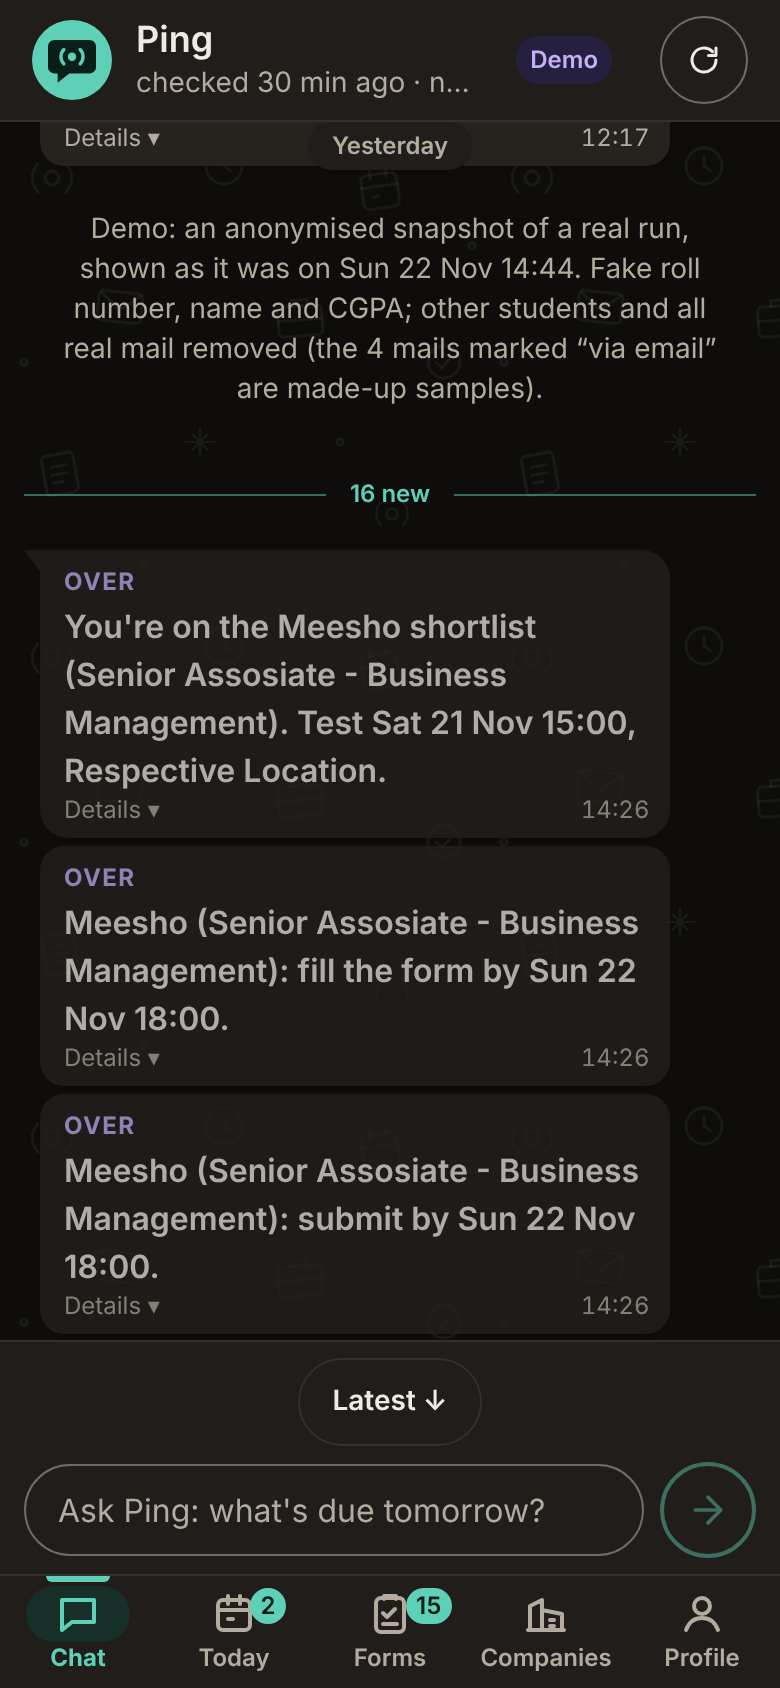 Ping
checked 30 min ago · n...
Demo
Details ▾
12:17
Yesterday
Demo: an anonymised snapshot of a real run,
shown as it was on Sun 22 Nov 14:44. Fake roll
number, name and CGPA; other students and all
real mail removed (the 4 mails marked “via email”
are made-up samples).
16 new
OVER
You're on the Meesho shortlist
(Senior Assosiate - Business
Management). Test Sat 21 Nov 15:00,
Respective Location.
Details ▾
14:26
OVER
Meesho (Senior Assosiate - Business
Management): fill the form by Sun 22
Nov 18:00.
Details ▾
14:26
OVER
Meesho (Senior Assosiate - Business
Management): submit by Sun 22 Nov
18:00.
Details ▾
14:26
Latest ↓
Ask Ping: what's due tomorrow?
2
15
Chat
Today
Forms
Companies
Profile